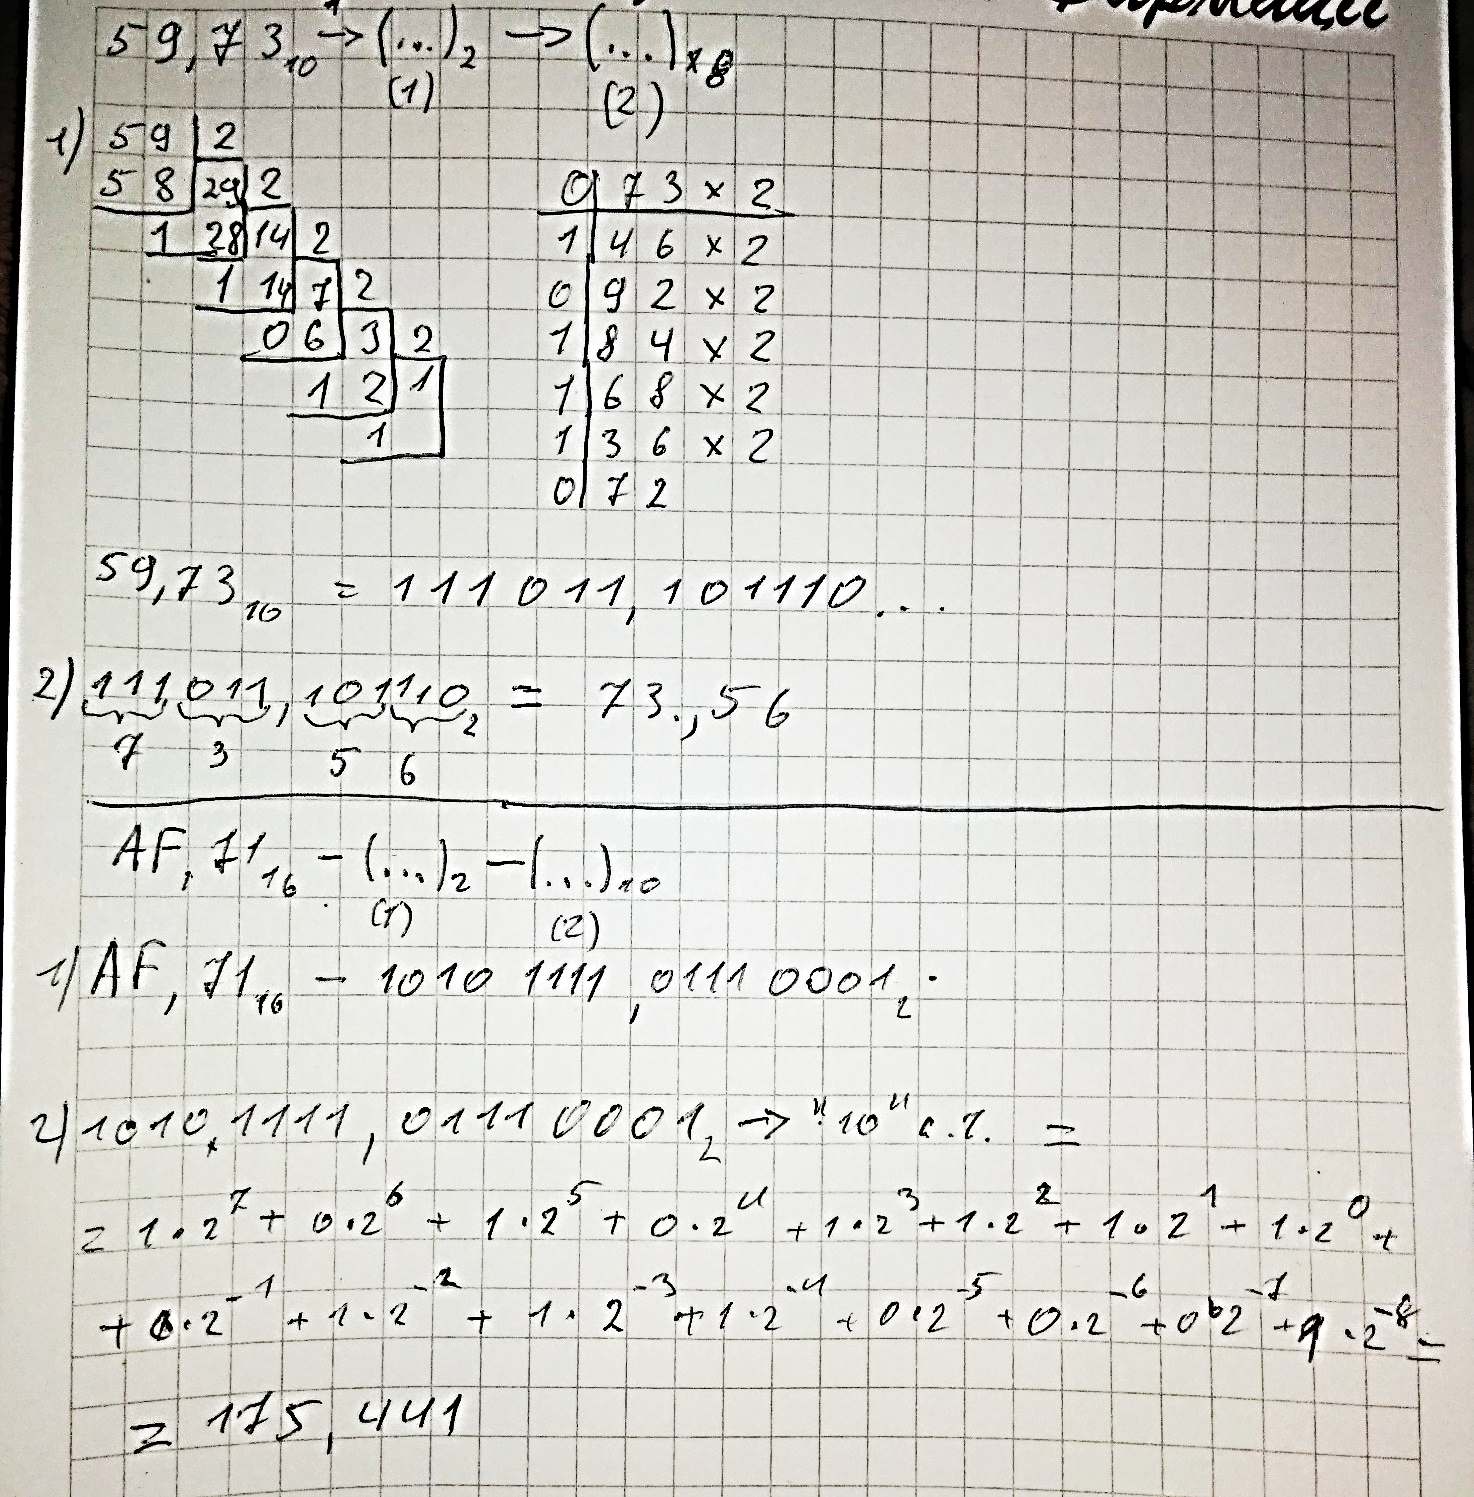 59,73₁₀ → (...)₂ → (...)₈
(1) (2)
1) 59 | 2
58 | 29 | 2
1 28 | 14 | 2
1 14 | 7 | 2
0 6 | 3 | 2
1 2 | 1
1
0 | 73 × 2
1 | 46 × 2
0 | 92 × 2
1 | 84 × 2
1 | 68 × 2
1 | 36 × 2
0 | 72
59,73₁₀ = 111011,101110...
2) 111011,101110₂ = 73,56
7 3 5 6
AF,71₁₆ - (...)₂ - (...)₁₀
(1) (2)
1) AF,71₁₆ - 1010 1111,0111 0001₂.
2) 1010.1111,01110001₂ → "10" с.ч. =
= 1·2⁷ + 0·2⁶ + 1·2⁵ + 0·2⁴ + 1·2³ + 1·2² + 1·2¹ + 1·2⁰ +
+ 0·2⁻¹ + 1·2⁻² + 1·2⁻³ + 1·2⁻⁴ + 0·2⁻⁵ + 0·2⁻⁶ + 0·2⁻⁷ + 1·2⁻⁸ =
= 175,441